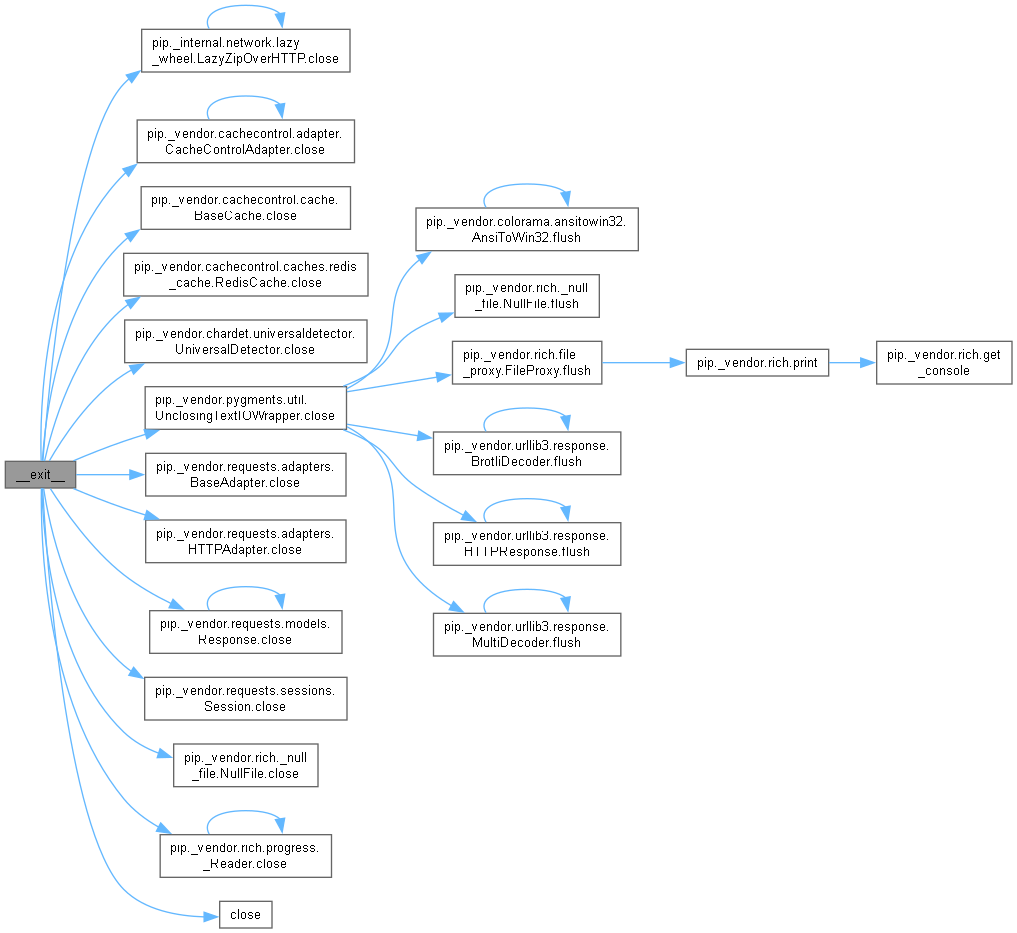 pip._internal.network.lazy
_wheel.LazyZipOverHTTP.close
pip._vendor.cachecontrol.adapter.
CacheControlAdapter.close
pip._vendor.cachecontrol.cache.
BaseCache.close
pip._vendor.cachecontrol.caches.redis
_cache.RedisCache.close
pip._vendor.chardet.universaldetector.
UniversalDetector.close
pip._vendor.pygments.util.
UnclosingTextIOWrapper.close
__exit__
pip._vendor.requests.adapters.
BaseAdapter.close
pip._vendor.requests.adapters.
HTTPAdapter.close
pip._vendor.requests.models.
Response.close
pip._vendor.requests.sessions.
Session.close
pip._vendor.rich._null
_file.NullFile.close
pip._vendor.rich.progress.
_Reader.close
close
pip._vendor.colorama.ansitowin32.
AnsiToWin32.flush
pip._vendor.rich._null
_file.NullFile.flush
pip._vendor.rich.file
_proxy.FileProxy.flush
pip._vendor.urllib3.response.
BrotliDecoder.flush
pip._vendor.urllib3.response.
HTTPResponse.flush
pip._vendor.urllib3.response.
MultiDecoder.flush
pip._vendor.rich.print
pip._vendor.rich.get
_console